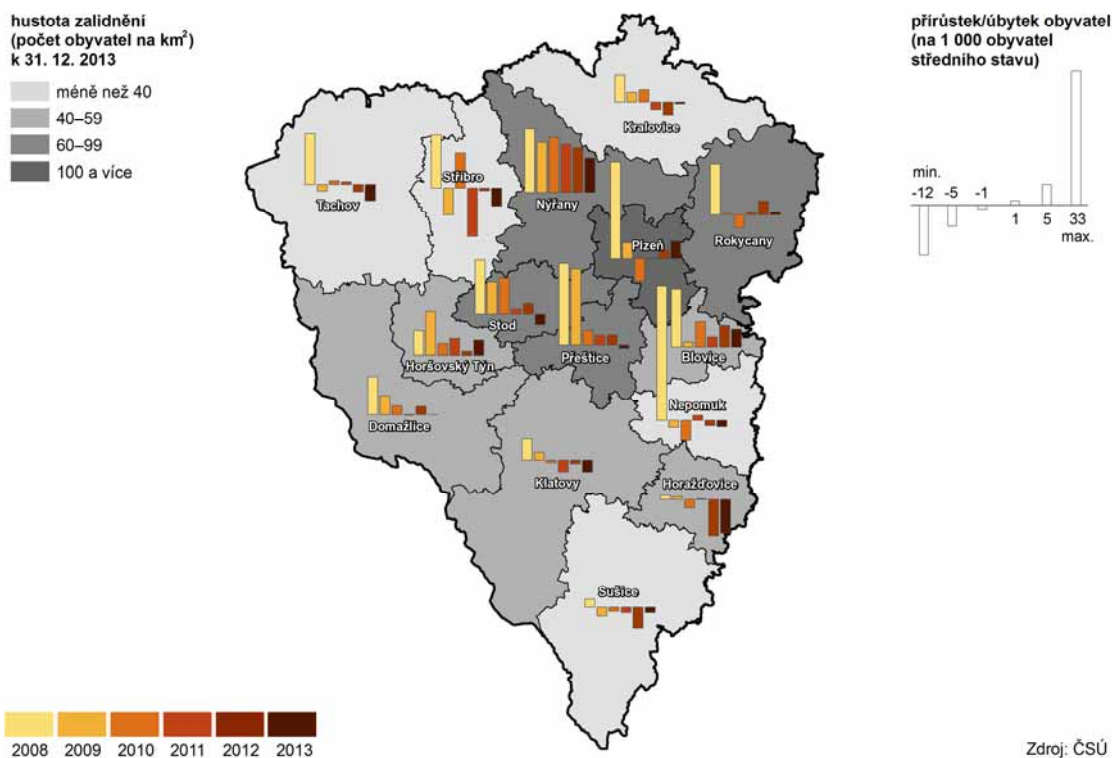 hustota zalidnění
(počet obyvatel na km²)
k 31. 12. 2013
méně než 40
40–59
60–99
100 a více
přírůstek/úbytek obyvatel
(na 1 000 obyvatel
středního stavu)
min.
-12 -5 -1
1 5 33
max.
Kralovice
Tachov
Stříbro
Nýřany
Plzeň
Rokycany
Stod
Přeštice
Blovice
Horšovský Týn
Nepomuk
Domažlice
Klatovy
Horažďovice
Sušice
2008 2009 2010 2011 2012 2013
Zdroj: ČSÚ